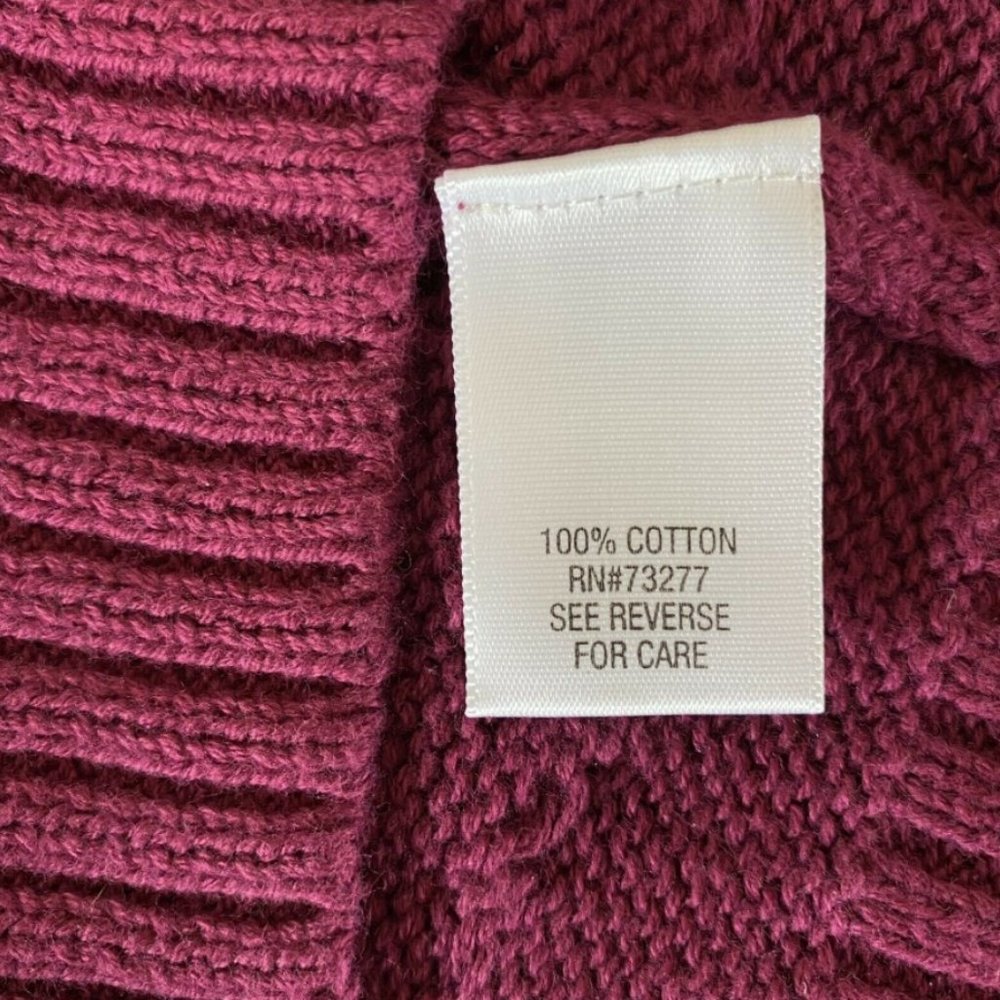 100% COTTON
RN#73277
SEE REVERSE
FOR CARE